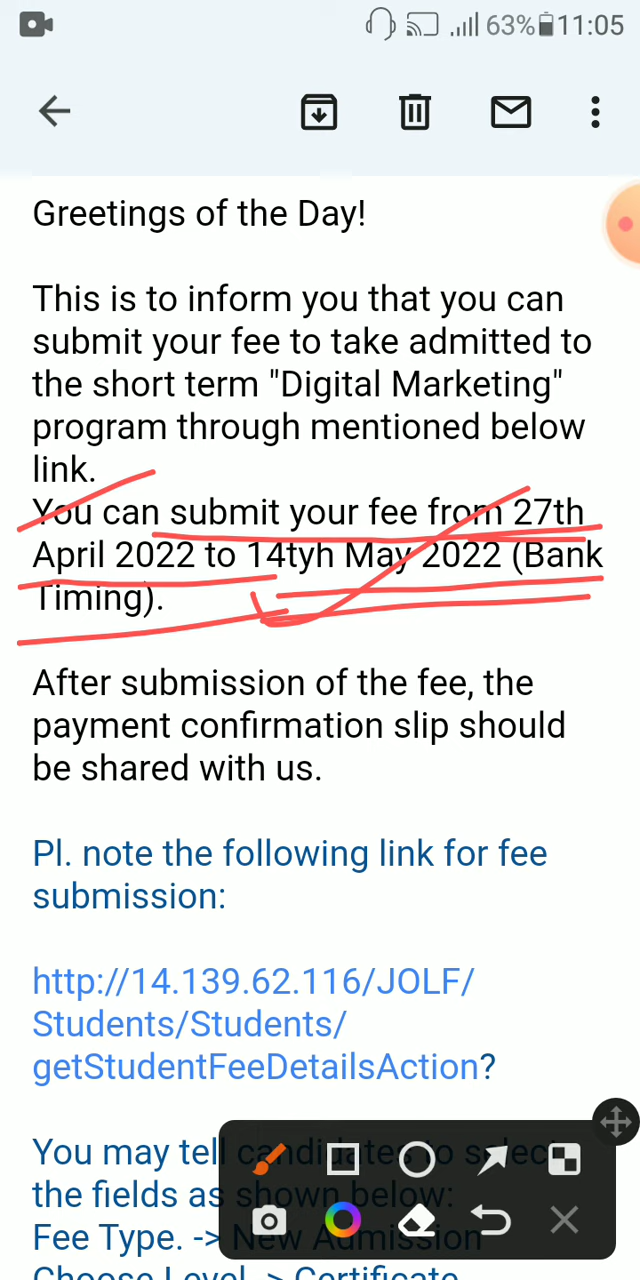 63% 11:05
Greetings of the Day!
This is to inform you that you can
submit your fee to take admitted to
the short term "Digital Marketing"
program through mentioned below
link.
You can submit your fee from 27th
April 2022 to 14tyh May 2022 (Bank
Timing).
After submission of the fee, the
payment confirmation slip should
be shared with us.
Pl. note the following link for fee
submission:
http://14.139.62.116/JOLF/
Students/Students/
getStudentFeeDetailsAction?
You may tell candidates to select
the fields as shown below:
Fee Type. -> New Admission
Choose Level -> Certificate